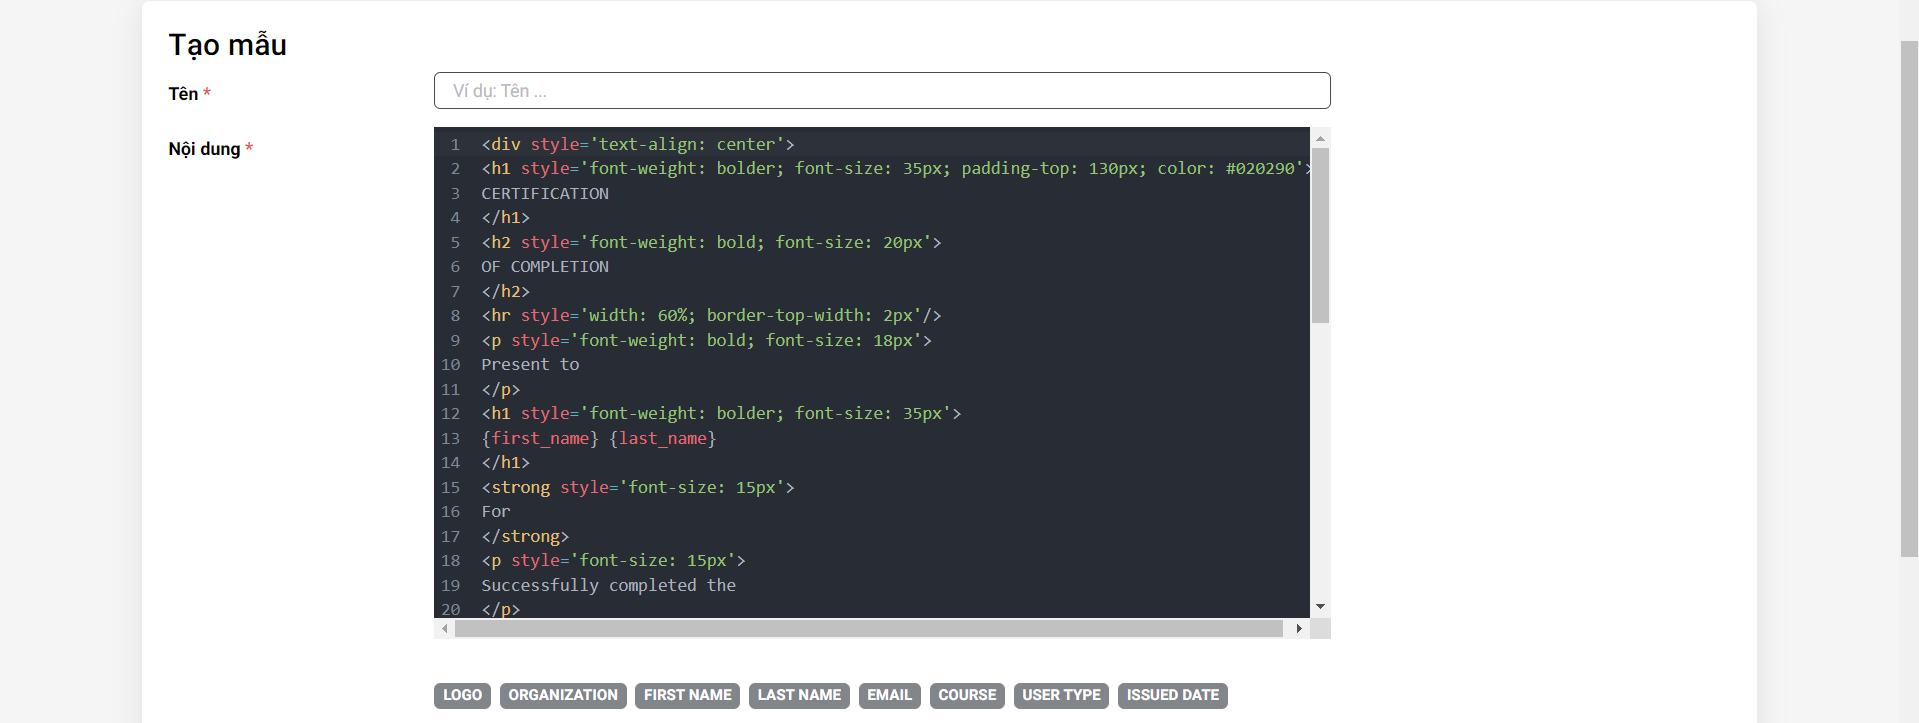 Tạo mẫu
Tên *
Ví dụ: Tên ...
Nội dung *
1 <div style='text-align: center'>
2 <h1 style='font-weight: bolder; font-size: 35px; padding-top: 130px; color: #020290'>
3 CERTIFICATION
4 </h1>
5 <h2 style='font-weight: bold; font-size: 20px'>
6 OF COMPLETION
7 </h2>
8 <hr style='width: 60%; border-top-width: 2px'/>
9 <p style='font-weight: bold; font-size: 18px'>
10 Present to
11 </p>
12 <h1 style='font-weight: bolder; font-size: 35px'>
13 {first_name} {last_name}
14 </h1>
15 <strong style='font-size: 15px'>
16 For
17 </strong>
18 <p style='font-size: 15px'>
19 Successfully completed the
20 </p>
LOGO ORGANIZATION FIRST NAME LAST NAME EMAIL COURSE USER TYPE ISSUED DATE